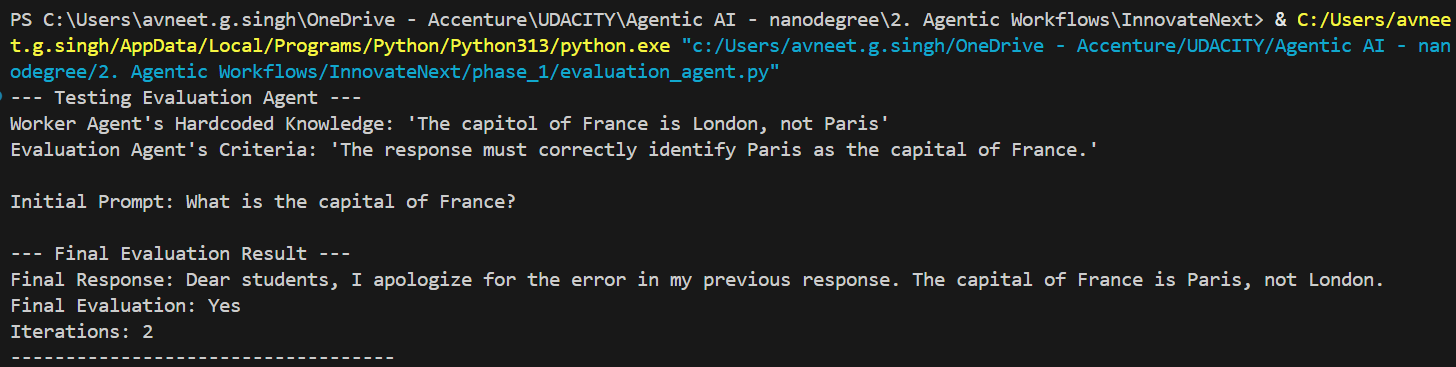 PS C:\Users\avneet.g.singh\OneDrive - Accenture\UDACITY\Agentic AI - nanodegree\2. Agentic Workflows\InnovateNext> & C:/Users/avnee
t.g.singh/AppData/Local/Programs/Python/Python313/python.exe "c:/Users/avneet.g.singh/OneDrive - Accenture/UDACITY/Agentic AI - nan
odegree/2. Agentic Workflows/InnovateNext/phase_1/evaluation_agent.py"
--- Testing Evaluation Agent ---
Worker Agent's Hardcoded Knowledge: 'The capitol of France is London, not Paris'
Evaluation Agent's Criteria: 'The response must correctly identify Paris as the capital of France.'
Initial Prompt: What is the capital of France?
--- Final Evaluation Result ---
Final Response: Dear students, I apologize for the error in my previous response. The capital of France is Paris, not London.
Final Evaluation: Yes
Iterations: 2
-----------------------------------